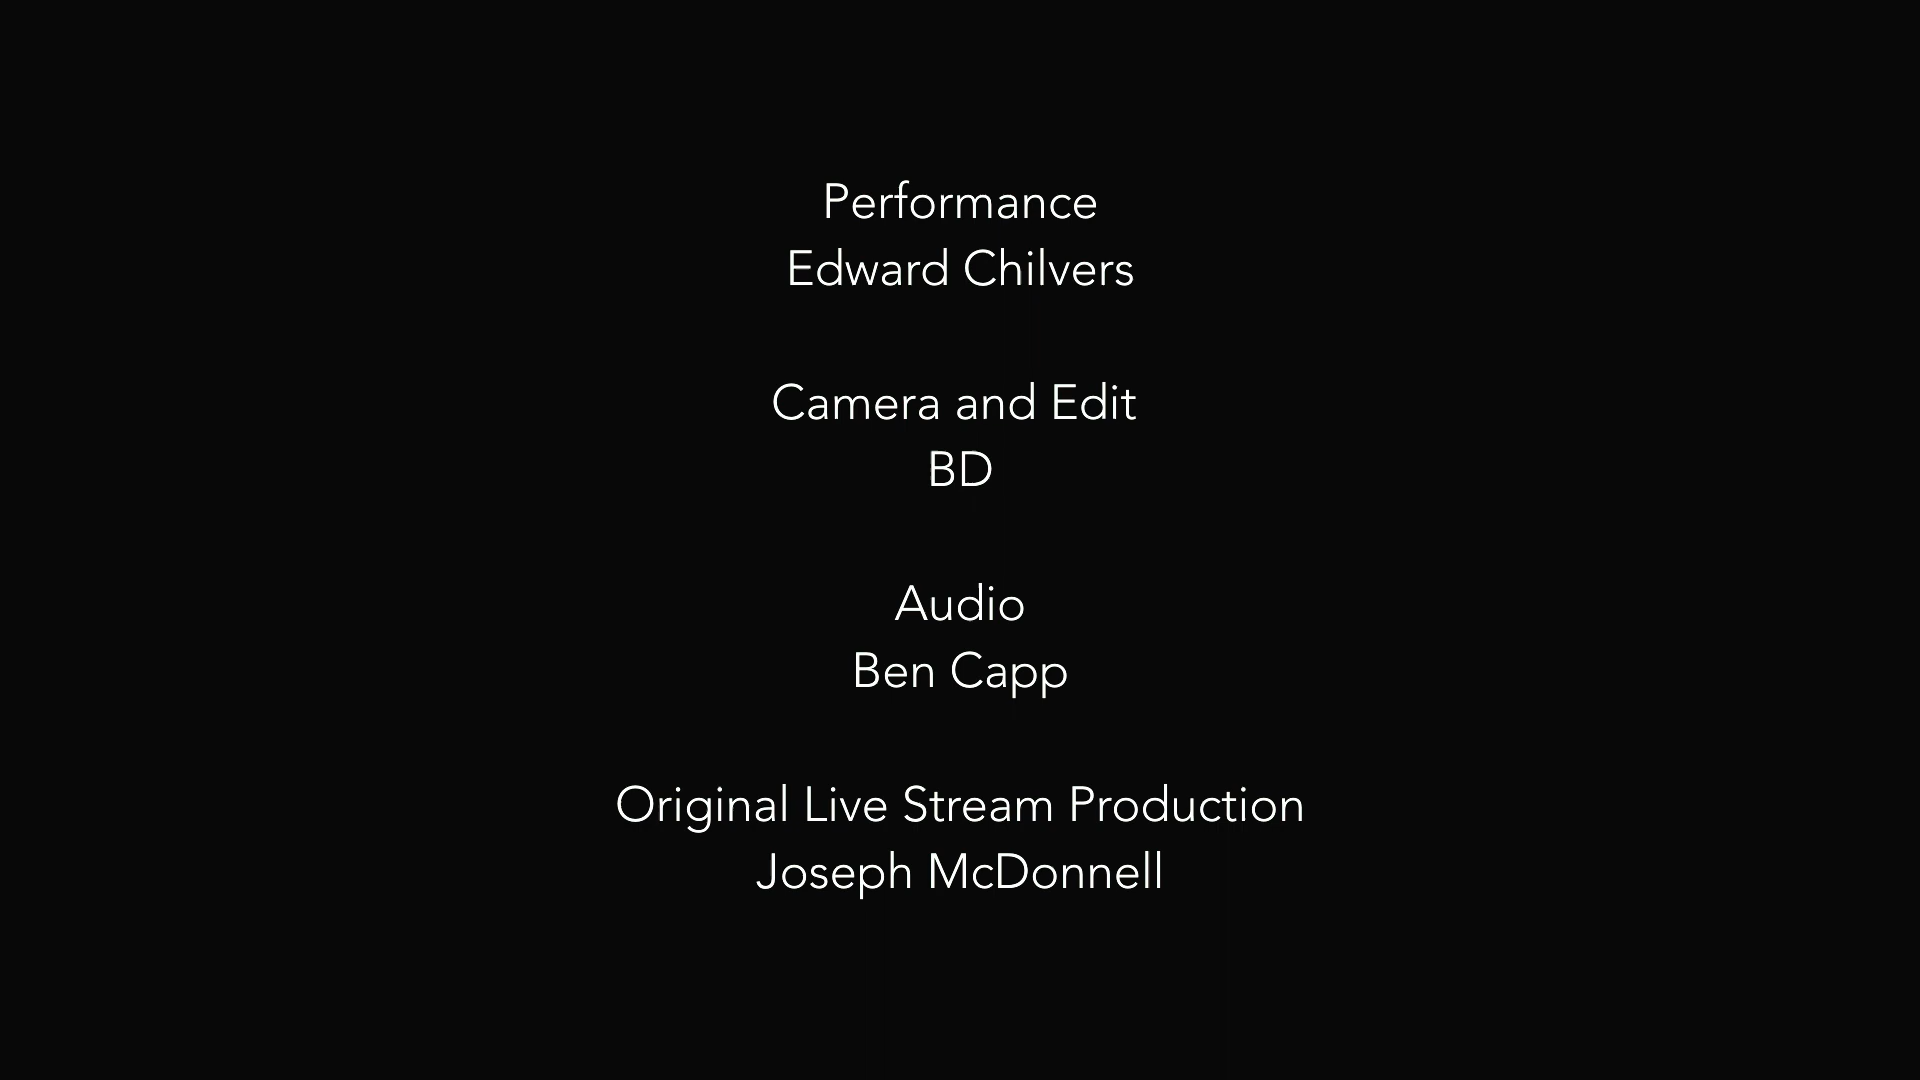 Performance
Edward Chilvers
Camera and Edit
BD
Audio
Ben Capp
Original Live Stream Production
Joseph McDonnell